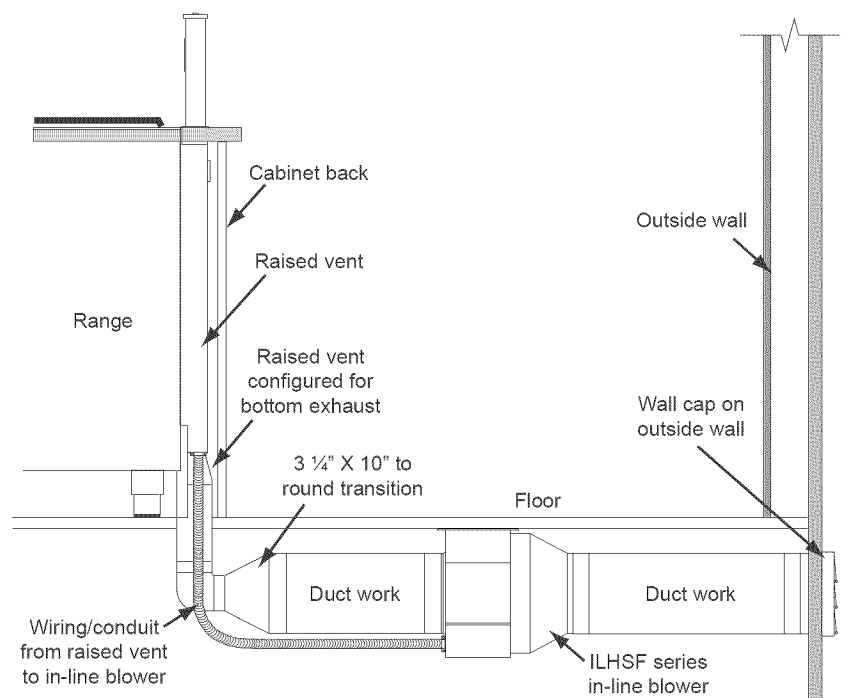 Cabinet back
Outside wall
Raised vent
Range
Raised vent
configured for
bottom exhaust
Wall cap on
outside wall
3 ¼” X 10” to
round transition
Floor
Duct work
Duct work
Wiring/conduit
from raised vent
to in-line blower
ILHSF series
in-line blower